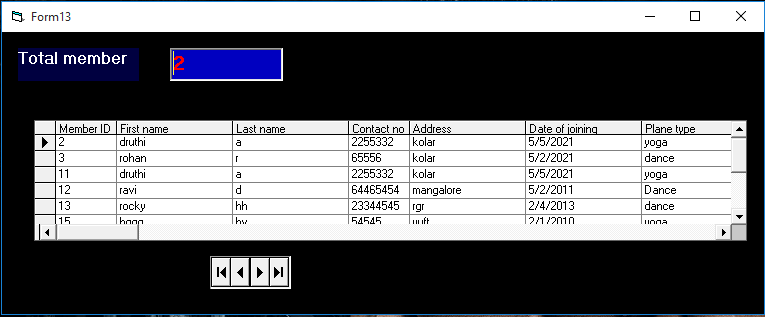 Form13
Total member 2
Member ID First name Last name Contact no Address Date of joining Plane type
2 druthi a 2255332 kolar 5/5/2021 yoga
3 rohan r 65556 kolar 5/2/2021 dance
11 druthi a 2255332 kolar 5/5/2021 yoga
12 ravi d 64465454 mangalore 5/2/2011 Dance
13 rocky hh 23344545 rgr 2/4/2013 dance
15 54545 2/1/2010 yoga